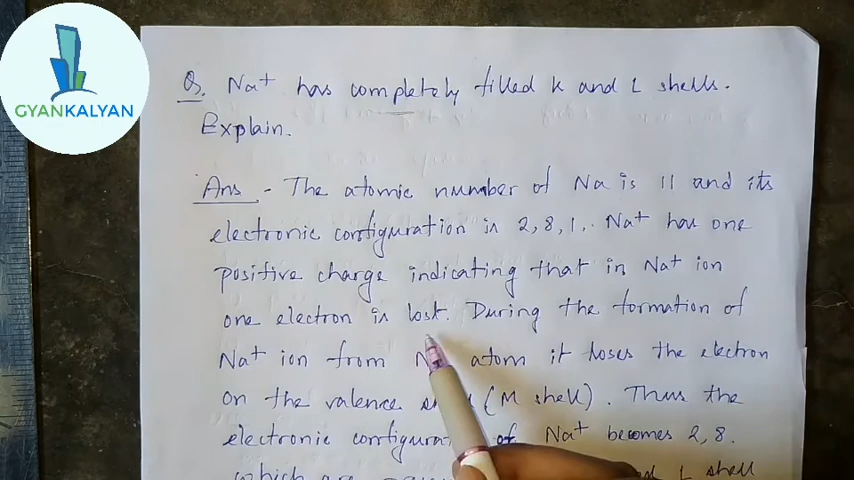 GYANKALYAN
Q. Na+ has completely filled K and L shells.
Explain.
Ans - The atomic number of Na is 11 and its
electronic configuration is 2, 8, 1. Na+ has one
positive charge indicating that in Na+ ion
one electron is lost. During the formation of
Na+ ion from atom it loses the electron
on the valence (M shell). Thus the
electronic of Na+ becomes 2, 8.
which are L shell